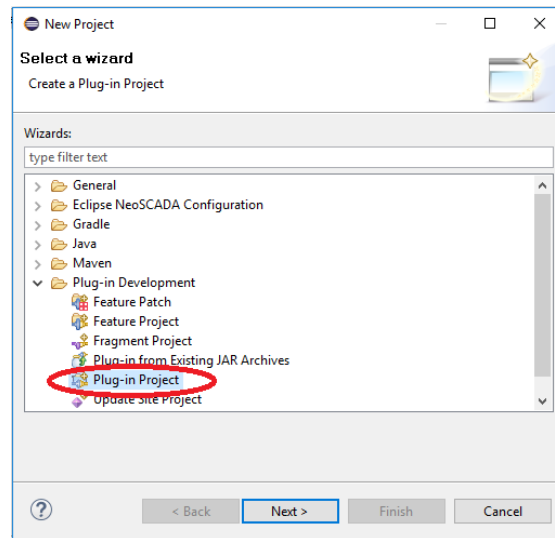 New Project
Select a wizard
Create a Plug-in Project
Wizards:
type filter text
General
Eclipse NeoSCADA Configuration
Gradle
Java
Maven
Plug-in Development
Feature Patch
Feature Project
Fragment Project
Plug-in from Existing JAR Archives
Plug-in Project
Update Site Project
?
< Back Next > Finish Cancel